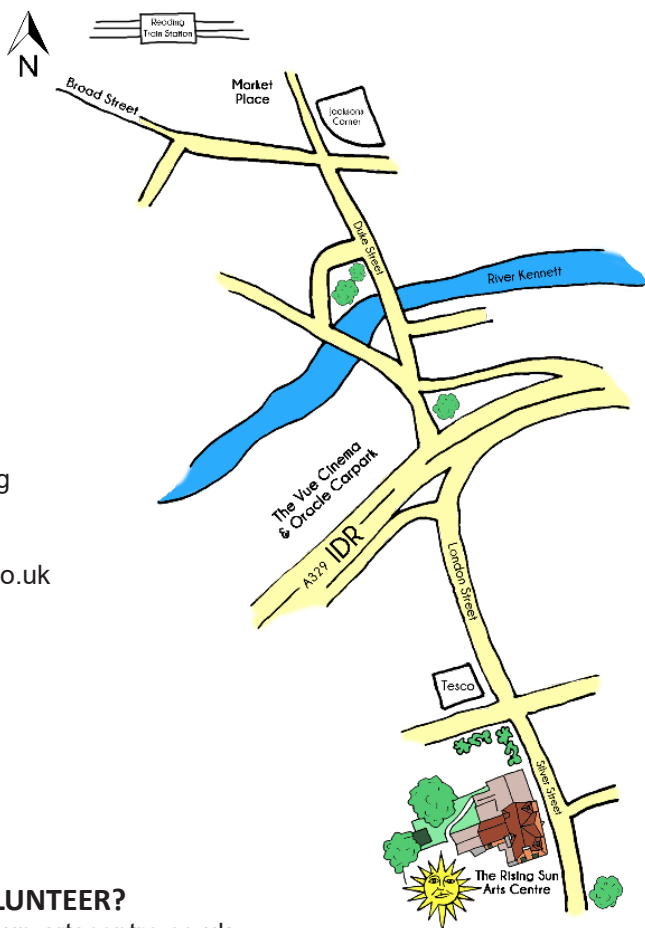 Reading
Train Station
N
Broad Street
Market
Place
Jacksons
Corner
Duke Street
River Kennett
g
The Vue Cinema
& Oracle Carpark
A329 IDR
o.uk
London Street
Tesco
Silver Street
The Rising Sun
Arts Centre
LUNTEER?